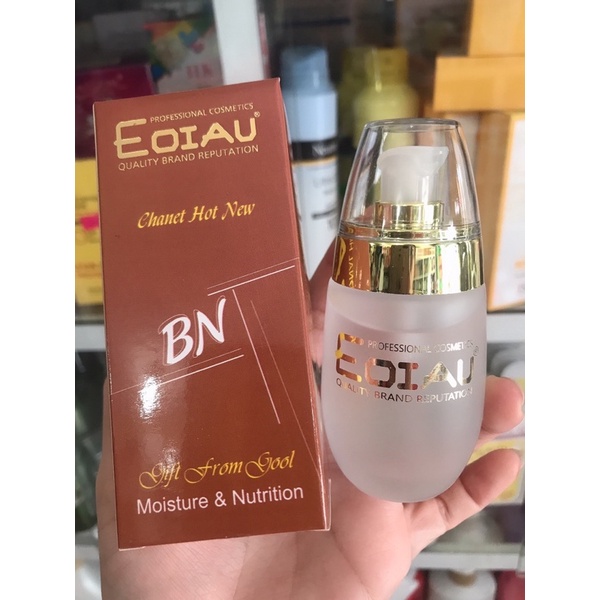 PROFESSIONAL COSMETICS
EOIAU®
QUALITY BRAND REPUTATION
Chanet Hot New
BN
Gift From Gool
Moisture & Nutrition
PROFESSIONAL COSMETICS
EOIAU®
QUALITY BRAND REPUTATION